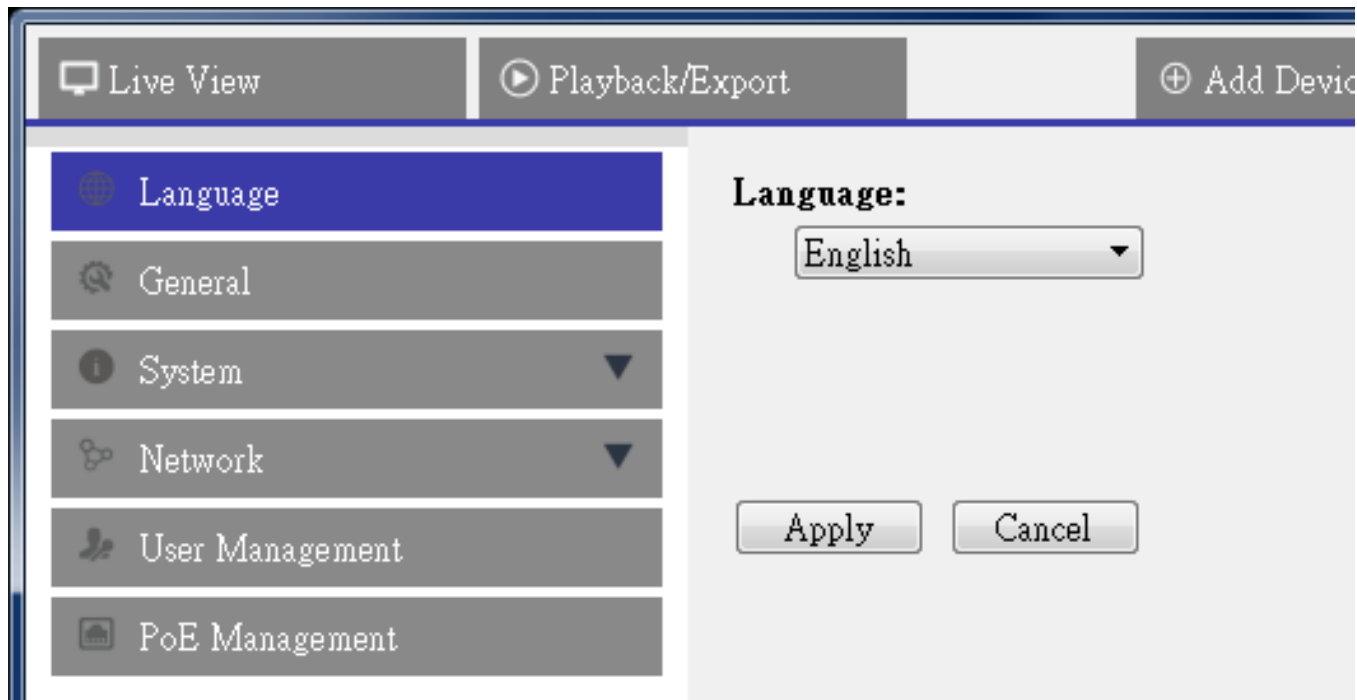 Live View
Playback/Export
Add Devic
Language
General
System
Network
User Management
PoE Management
Language:
English
Apply
Cancel